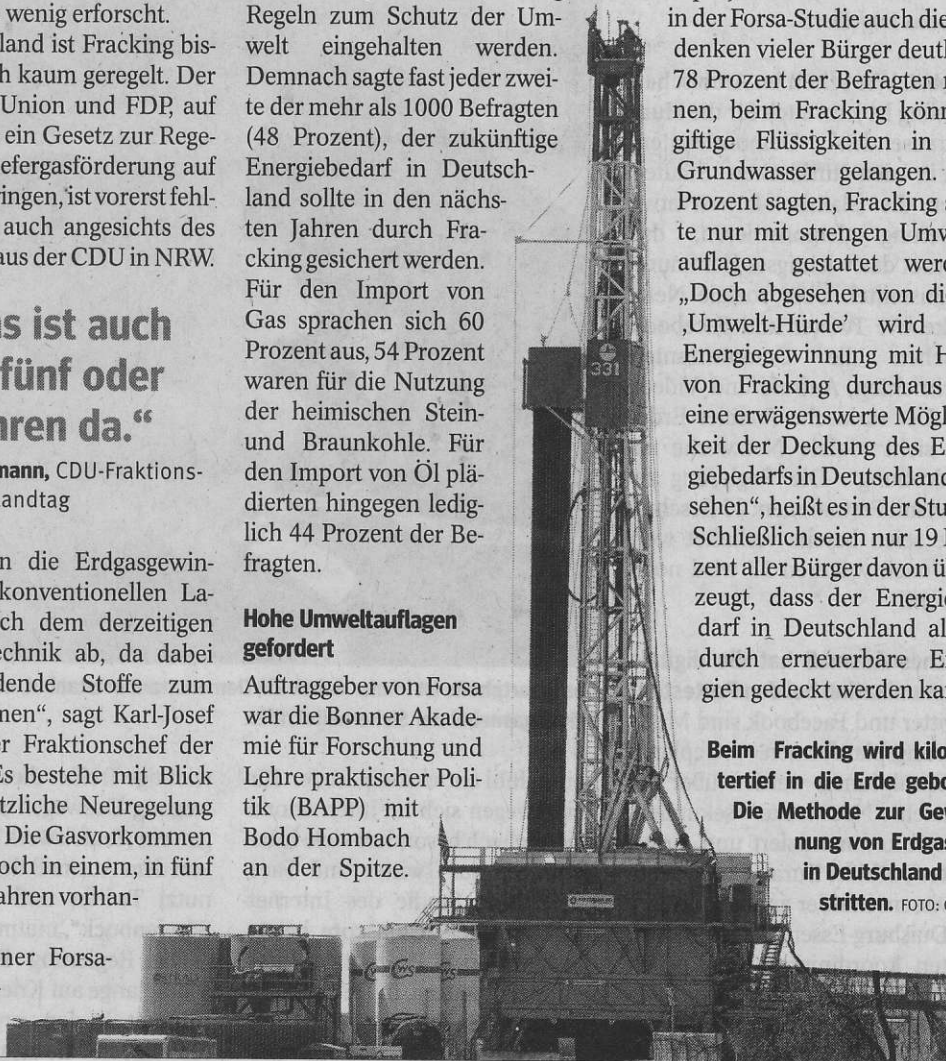 wenig erforscht.
land ist Fracking bis-
h kaum geregelt. Der
Union und FDP, auf
ein Gesetz zur Rege-
efergasförderung auf
ringen, ist vorerst fehl-
auch angesichts des
aus der CDU in NRW.
s ist auch
fünf oder
hren da.“
mann, CDU-Fraktions-
andtag
n die Erdgasgewin-
konventionellen La-
ch dem derzeitigen
echnik ab, da dabei
dende Stoffe zum
men“, sagt Karl-Josef
er Fraktionschef der
Es bestehe mit Blick
tzliche Neuregelung
Die Gasvorkommen
och in einem, in fünf
ahren vorhan-
ner Forsa-
Regeln zum Schutz der Um-
welt eingehalten werden.
Demnach sagte fast jeder zwei-
te der mehr als 1000 Befragten
(48 Prozent), der zukünftige
Energiebedarf in Deutsch-
land sollte in den nächs-
ten Jahren durch Fra-
cking gesichert werden.
Für den Import von
Gas sprachen sich 60
Prozent aus, 54 Prozent
waren für die Nutzung
der heimischen Stein-
und Braunkohle. Für
den Import von Öl plä-
dierten hingegen ledig-
lich 44 Prozent der Be-
fragten.
Hohe Umweltauflagen
gefordert
Auftraggeber von Forsa
war die Bonner Akade-
mie für Forschung und
Lehre praktischer Poli-
tik (BAPP) mit
Bodo Hombach
an der Spitze.
in der Forsa-Studie auch die
denken vieler Bürger deutl
78 Prozent der Befragten
nen, beim Fracking könn
giftige Flüssigkeiten in
Grundwasser gelangen.
Prozent sagten, Fracking s
te nur mit strengen Umw
auflagen gestattet werd
„Doch abgesehen von die
‚Umwelt-Hürde’ wird
Energiegewinnung mit H
von Fracking durchaus
eine erwägenswerte Mögl
keit der Deckung des E
giebedarfs in Deutschland
sehen“, heißt es in der Stu
Schließlich seien nur 19
zent aller Bürger davon ü
zeugt, dass der Energie
darf in Deutschland al
durch erneuerbare E
gien gedeckt werden ka
331
Beim Fracking wird kilo
tertief in die Erde gebo
Die Methode zur Gew
nung von Erdgas
in Deutschland
stritten. FOTO:
CWS